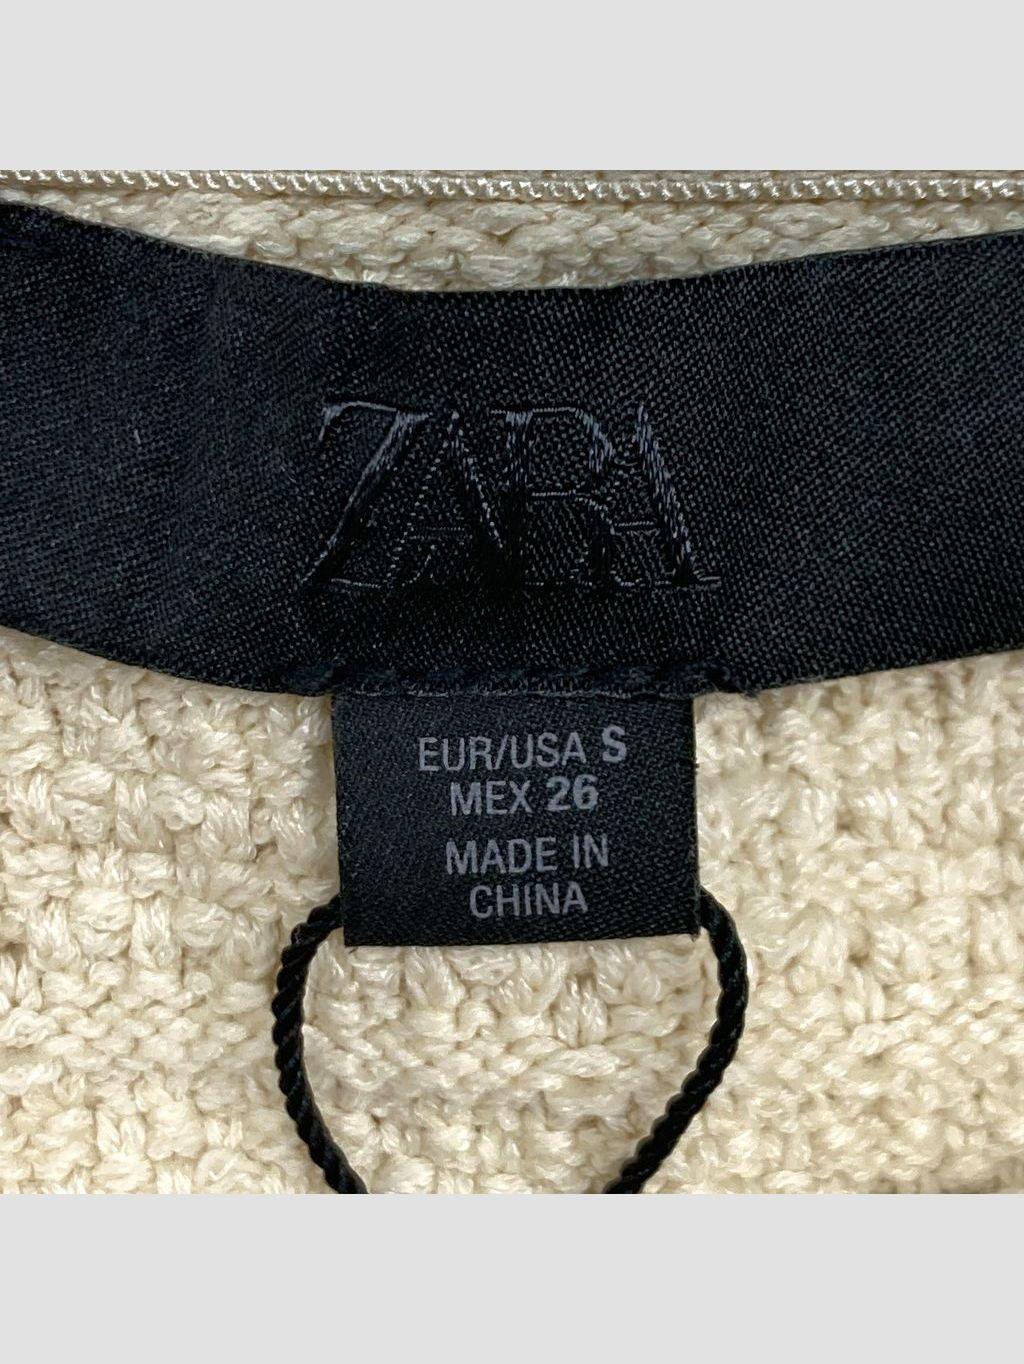 ZARA
EUR/USA S
MEX 26
MADE IN
CHINA